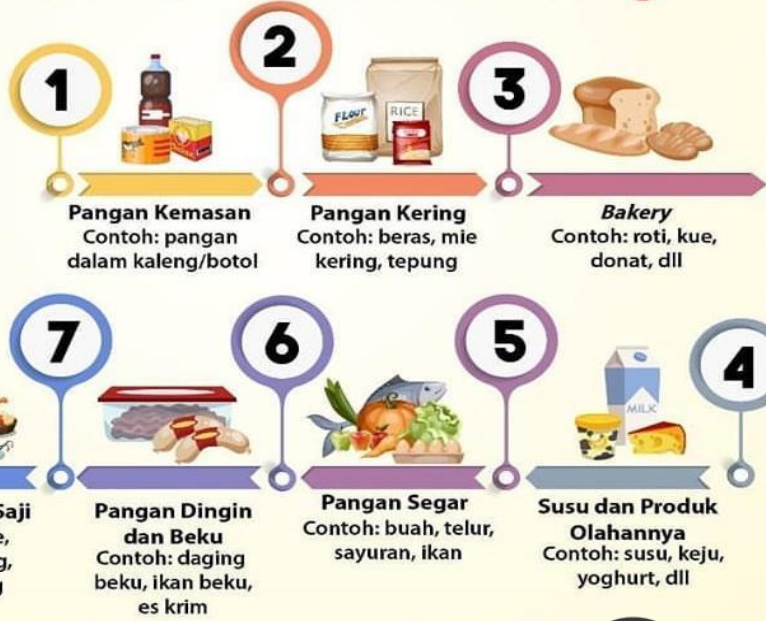 1
2
3
FLOUR
RICE
Pangan Kemasan
Contoh: pangan
dalam kaleng/botol
Pangan Kering
Contoh: beras, mie
kering, tepung
Bakery
Contoh: roti, kue,
donat, dll
4
MILK
Susu dan Produk
Olahannya
Contoh: susu, keju,
yoghurt, dll
5
Pangan Segar
Contoh: buah, telur,
sayuran, ikan
6
Pangan Dingin
dan Beku
Contoh: daging
beku, ikan beku,
es krim
7
Saji